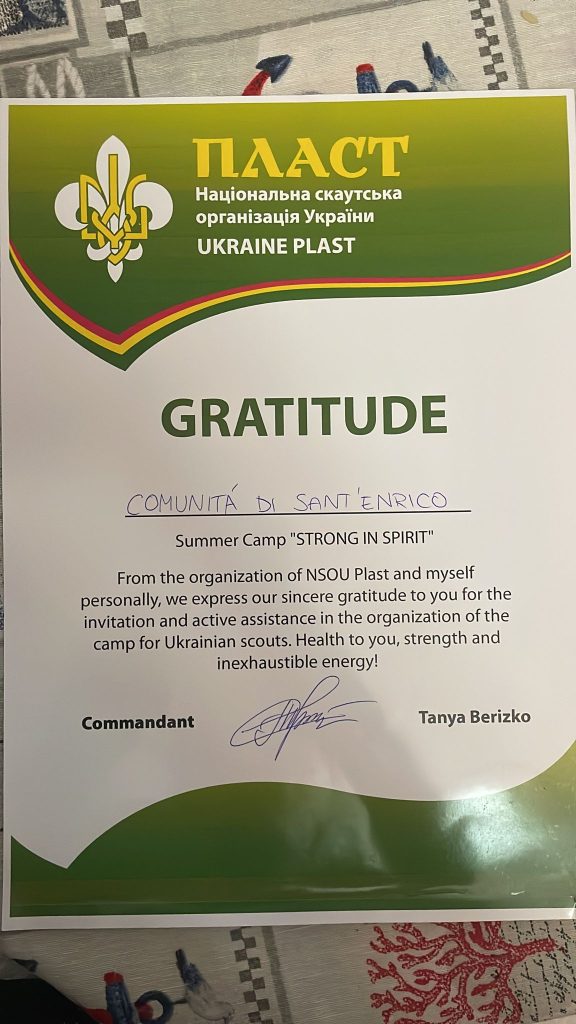 ПЛАСТ
Національна скаутська
організація України
UKRAINE PLAST
GRATITUDE
COMUNITÁ DI SANT'ENRICO
Summer Camp "STRONG IN SPIRIT"
From the organization of NSOU Plast and myself
personally, we express our sincere gratitude to you for the
invitation and active assistance in the organization of the
camp for Ukrainian scouts. Health to you, strength and
inexhaustible energy!
Commandant
Tanya Berizko